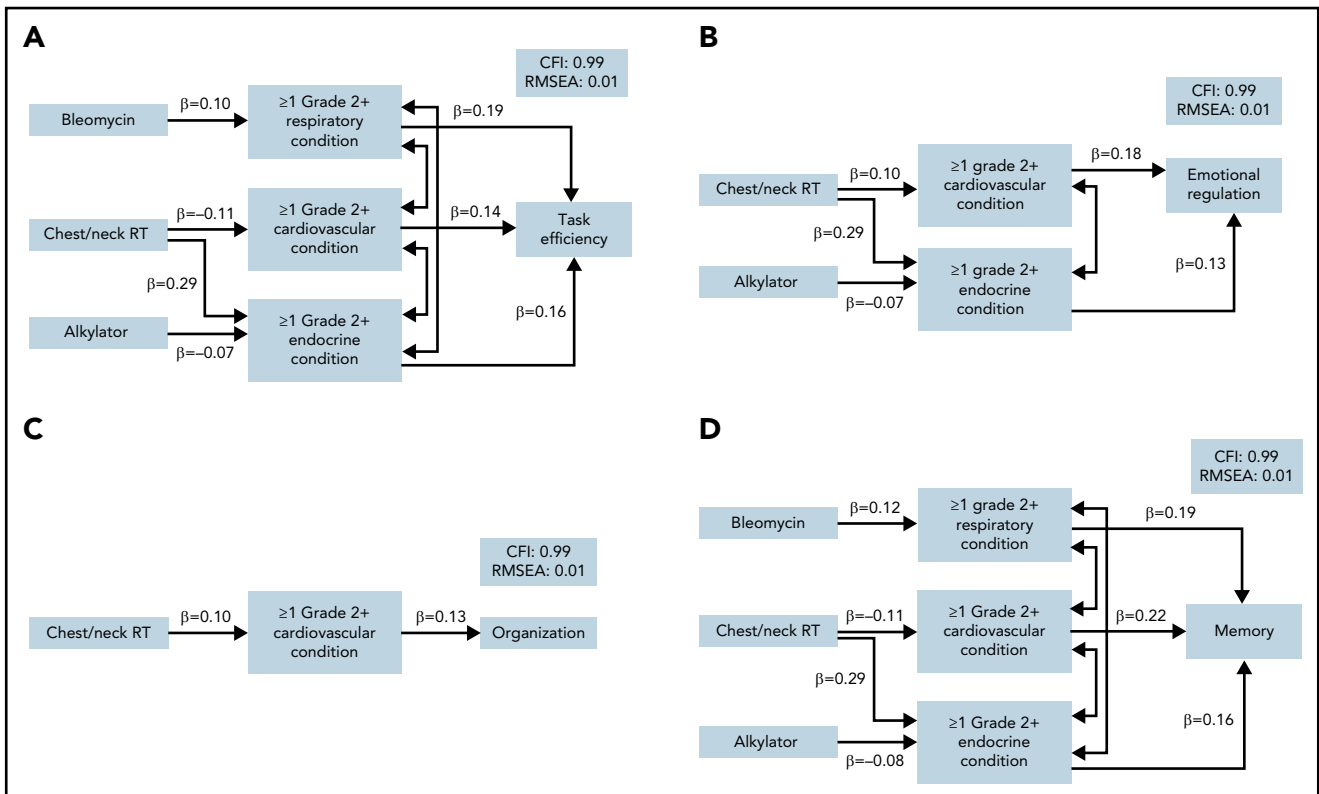 A
CFI: 0.99
RMSEA: 0.01
Bleomycin
β=0.10
≥1 Grade 2+
respiratory
condition
β=0.19
Chest/neck RT
β=–0.11
≥1 Grade 2+
cardiovascular
condition
β=0.14
Task
efficiency
β=0.29
Alkylator
β=–0.07
≥1 Grade 2+
endocrine
condition
β=0.16
B
CFI: 0.99
RMSEA: 0.01
Chest/neck RT
β=0.10
≥1 grade 2+
cardiovascular
condition
β=0.18
Emotional
regulation
β=0.29
Alkylator
β=–0.07
≥1 grade 2+
endocrine
condition
β=0.13
C
CFI: 0.99
RMSEA: 0.01
Chest/neck RT
β=0.10
≥1 Grade 2+
cardiovascular
condition
β=0.13
Organization
D
CFI: 0.99
RMSEA: 0.01
Bleomycin
β=0.12
≥1 grade 2+
respiratory
condition
β=0.19
Chest/neck RT
β=–0.11
≥1 Grade 2+
cardiovascular
condition
β=0.22
Memory
β=0.29
Alkylator
β=–0.08
≥1 Grade 2+
endocrine
condition
β=0.16